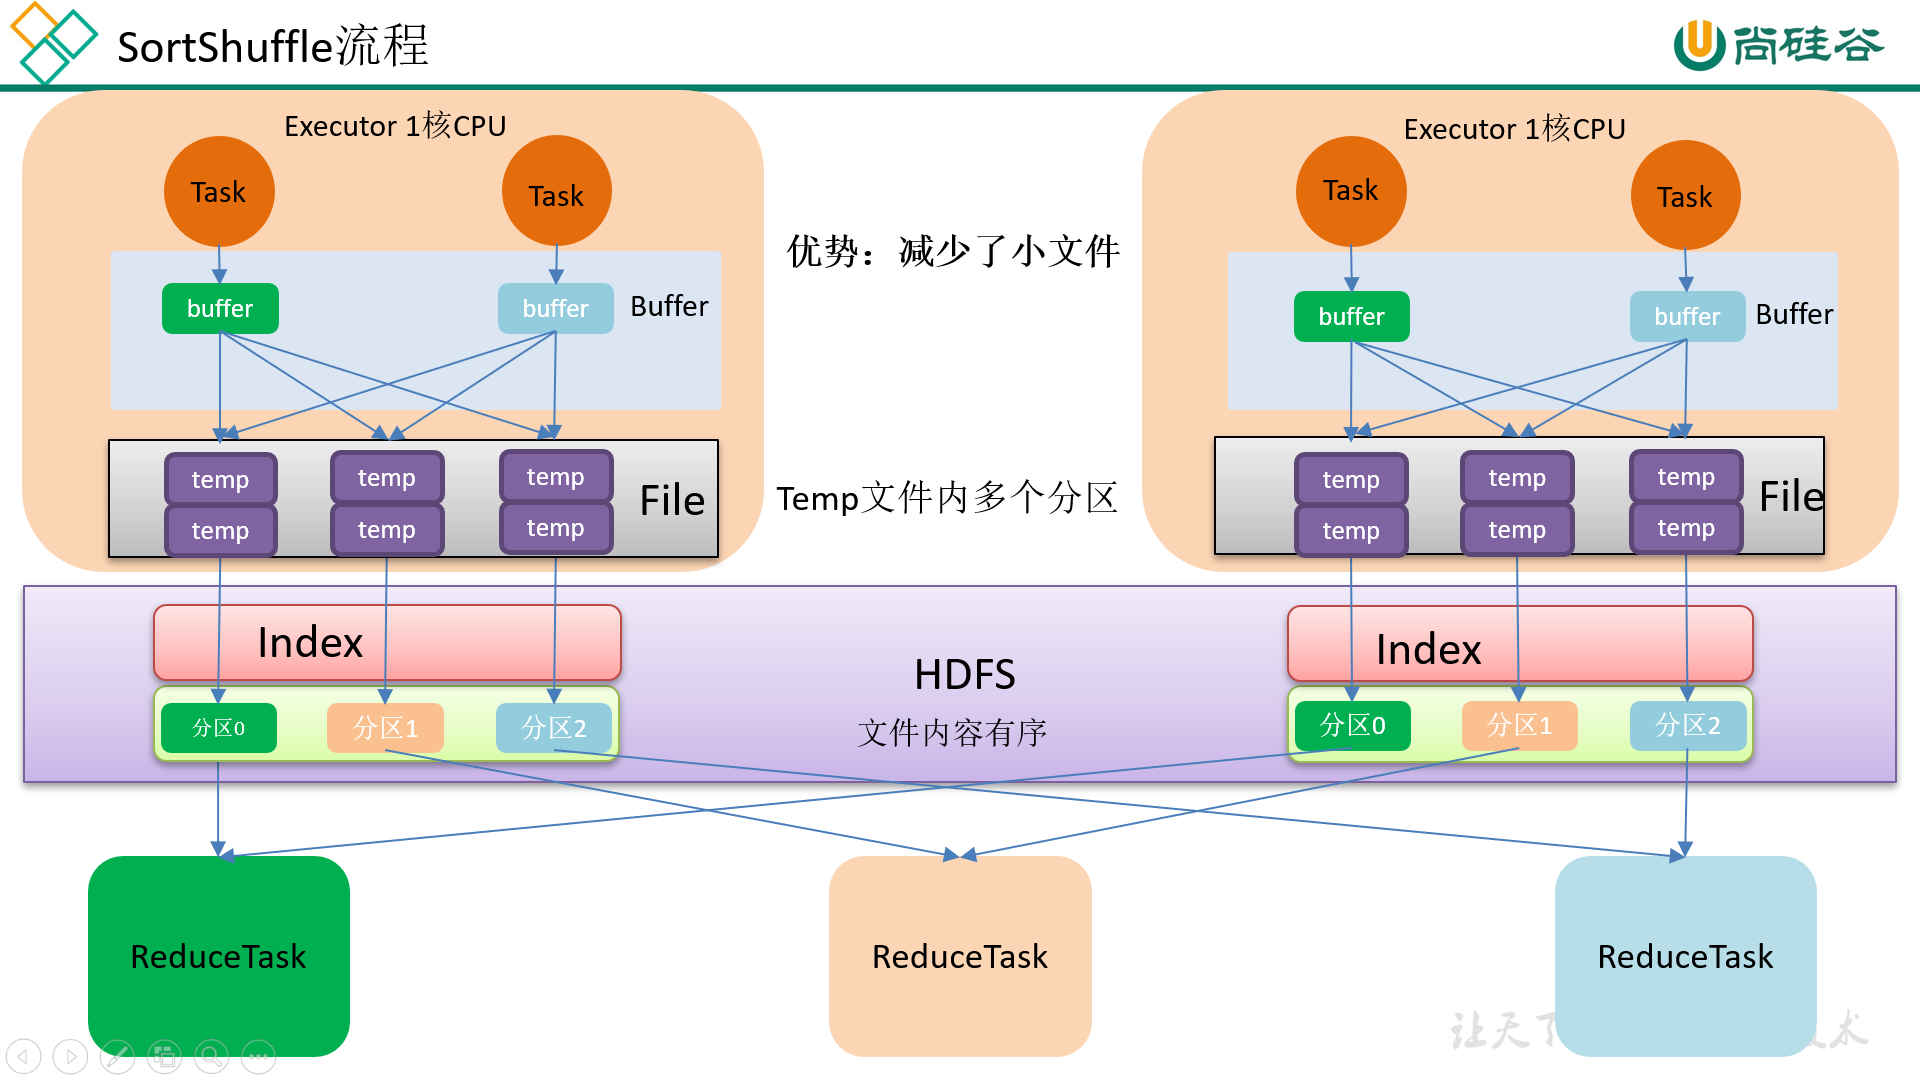 SortShuffle流程
尚硅谷
Executor 1核CPU
Task
Task
buffer
buffer
Buffer
temp
temp
temp
temp
temp
temp
File
优势：减少了小文件
Temp文件内多个分区
Executor 1核CPU
Task
Task
buffer
buffer
Buffer
temp
temp
temp
temp
temp
temp
File
Index
分区0
分区1
分区2
HDFS
文件内容有序
Index
分区0
分区1
分区2
ReduceTask
ReduceTask
ReduceTask
让天下
术